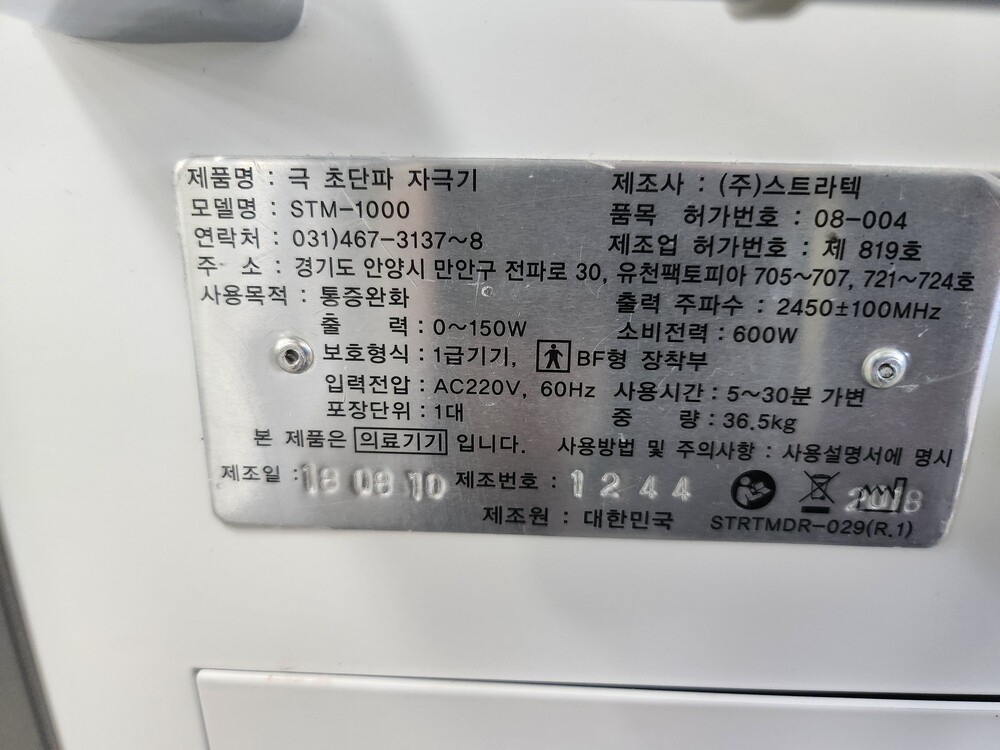 제품명 : 극 초단파 자극기 제조사 : (주)스트라텍
모델명 : STM-1000 품목 허가번호 : 08-004
연락처 : 031)467-3137~8 제조업 허가번호 : 제 819호
주 소 : 경기도 안양시 만안구 전파로 30, 유천팩토피아 705~707, 721~724호
사용목적 : 통증완화 출력 주파수 : 2450±100MHz
출 력 : 0~150W 소비전력 : 600W
보호형식 : 1급기기, BF형 장착부
입력전압 : AC220V, 60Hz 사용시간 : 5~30분 가변
포장단위 : 1대 중 량 : 36.5kg
본 제품은 의료기기 입니다. 사용방법 및 주의사항 : 사용설명서에 명시
제조일 : 18 08 10 제조번호 : 1244 2018
제조원 : 대한민국 STRTMDR-029(R.1)